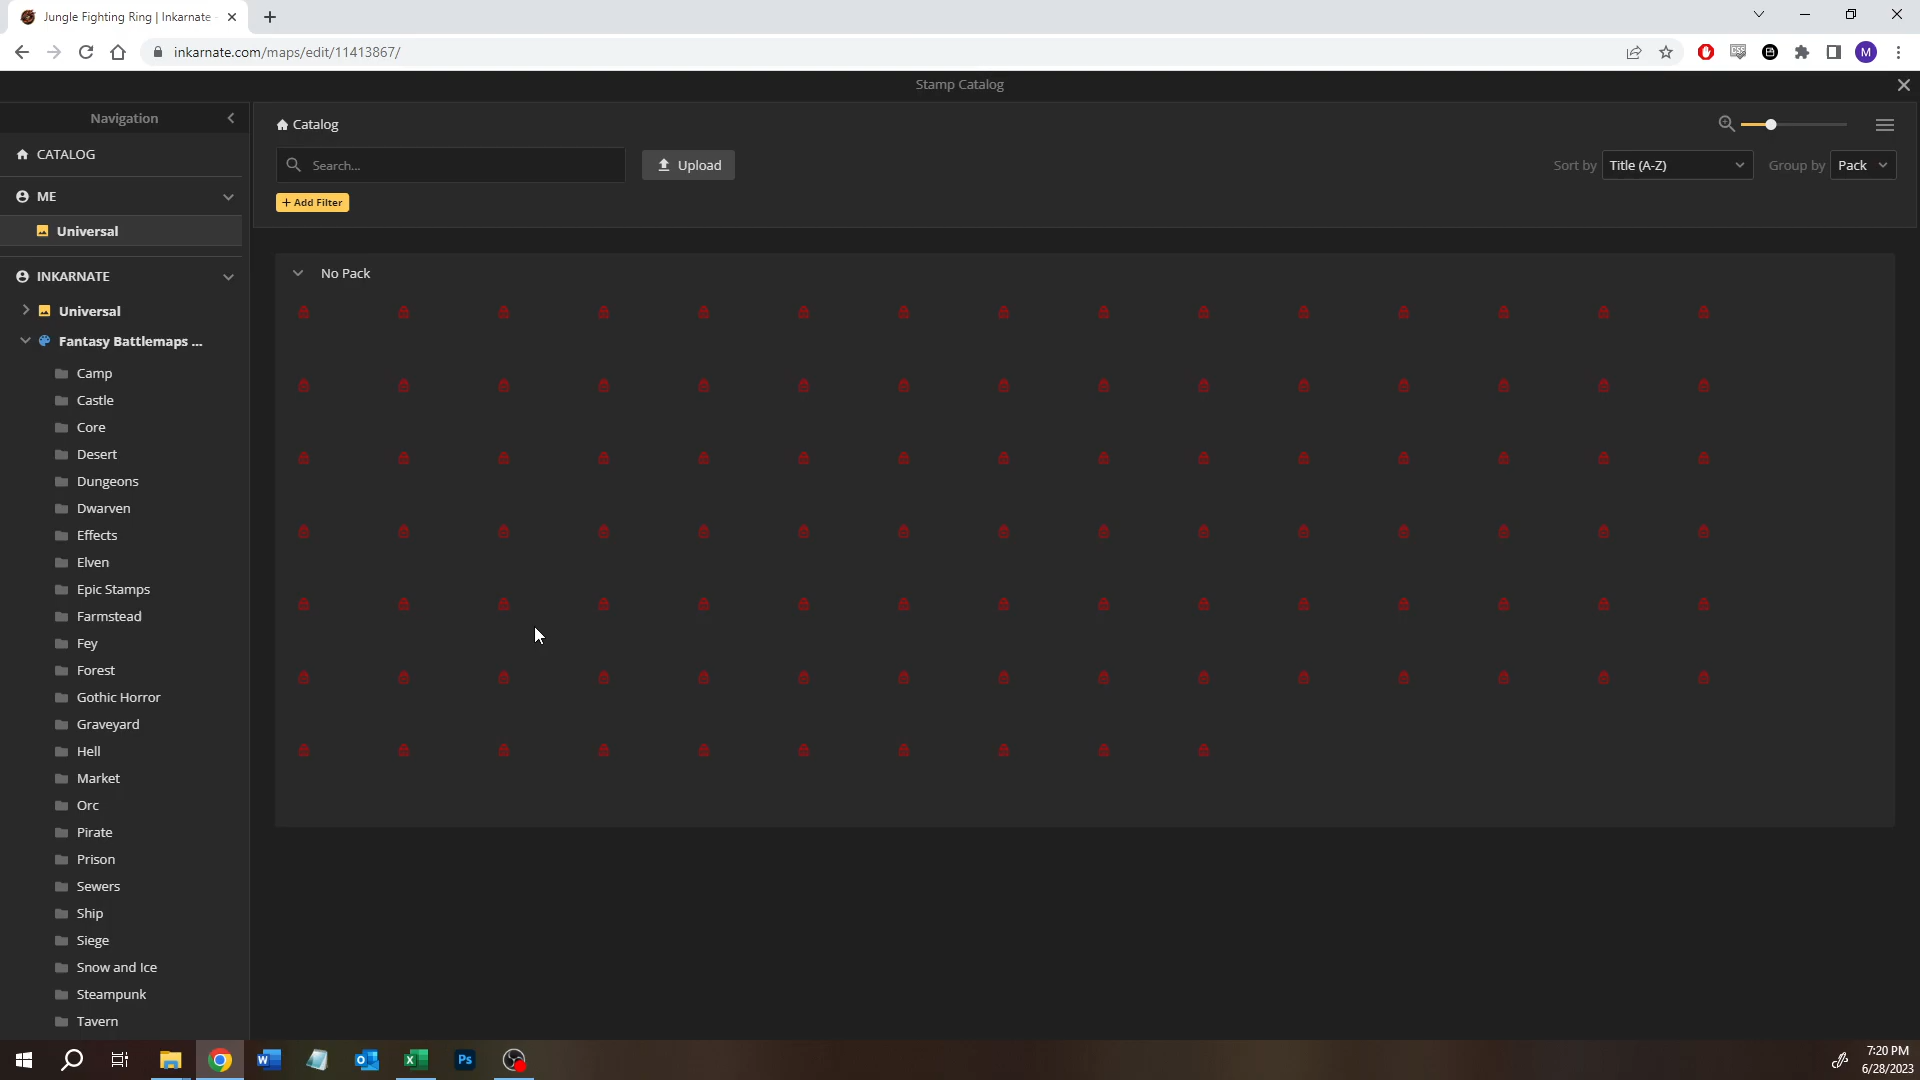 Jungle Fighting Ring | Inkarnate -
inkarnate.com/maps/edit/11413867/
M
Stamp Catalog
Navigation
CATALOG
ME
Universal
INKARNATE
Universal
Fantasy Battlemaps ...
Camp
Castle
Core
Desert
Dungeons
Dwarven
Effects
Elven
Epic Stamps
Farmstead
Fey
Forest
Gothic Horror
Graveyard
Hell
Market
Orc
Pirate
Prison
Sewers
Ship
Siege
Snow and Ice
Steampunk
Tavern
Catalog
Search...
Upload
Sort by Title (A-Z) Group by Pack
+ Add Filter
No Pack
Ps
7:20 PM
6/28/2023